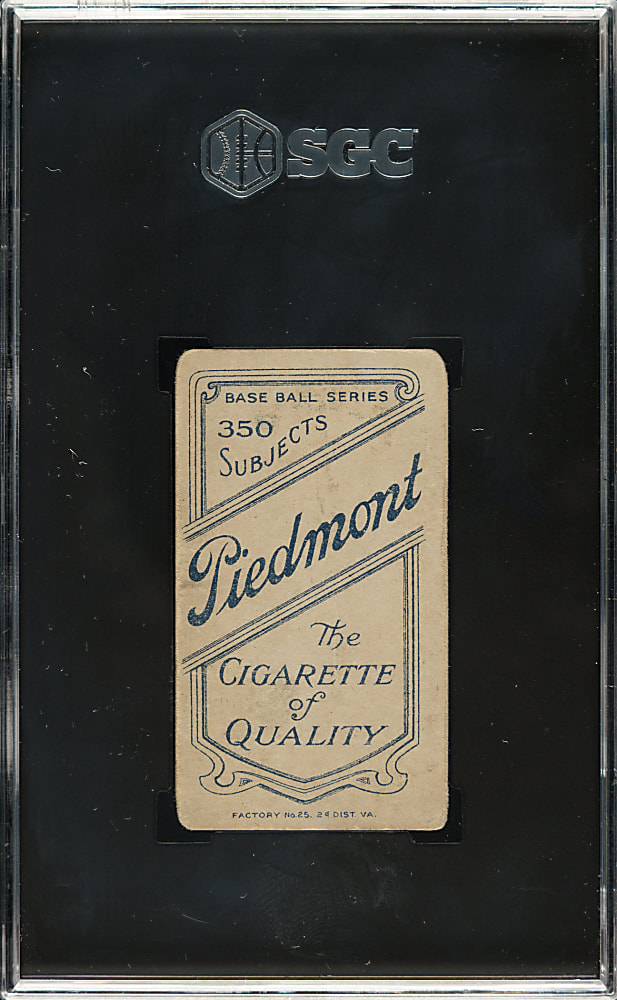 SGC
BASE BALL SERIES
350
SUBJECTS
Piedmont
The
CIGARETTE
of
QUALITY
FACTORY No. 25. 2d DIST. VA.